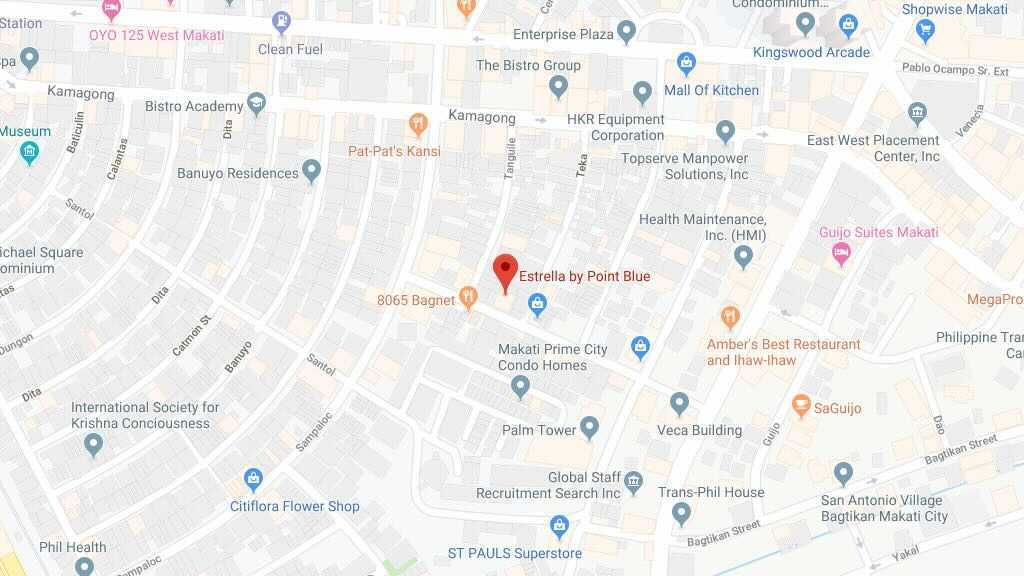 Condominium...
Shopwise Makati
Station
OYO 125 West Makati
Clean Fuel
Enterprise Plaza
Kingswood Arcade
Spa
The Bistro Group
Pablo Ocampo Sr. Ext
Kamagong
Bistro Academy
Mall Of Kitchen
Kamagong
HKR Equipment
Corporation
Venecia
Museum
Baticulin
Calantas
Dita
Pat-Pat's Kansi
Tanguile
Teka
Topserve Manpower
Solutions, Inc
East West Placement
Center, Inc
Banuyo Residences
Santol
Health Maintenance,
Inc. (HMI)
Guijo Suites Makati
ichael Square
ominium
Estrella by Point Blue
8065 Bagnet
MegaPro
Dita
Catmon St
Dungon
Banuyo
Santol
Makati Prime City
Condo Homes
Amber's Best Restaurant
and Ihaw-Ihaw
Philippine Tran
Ca
Dita
International Society for
Krishna Conciousness
Sampaloc
Palm Tower
Veca Building
SaGuijo
Guijo
Dao
Bagtikan Street
Citiflora Flower Shop
Global Staff
Recruitment Search Inc
Trans-Phil House
San Antonio Village
Bagtikan Makati City
Phil Health
ST PAULS Superstore
Bagtikan Street
Yakal
Sampaloc